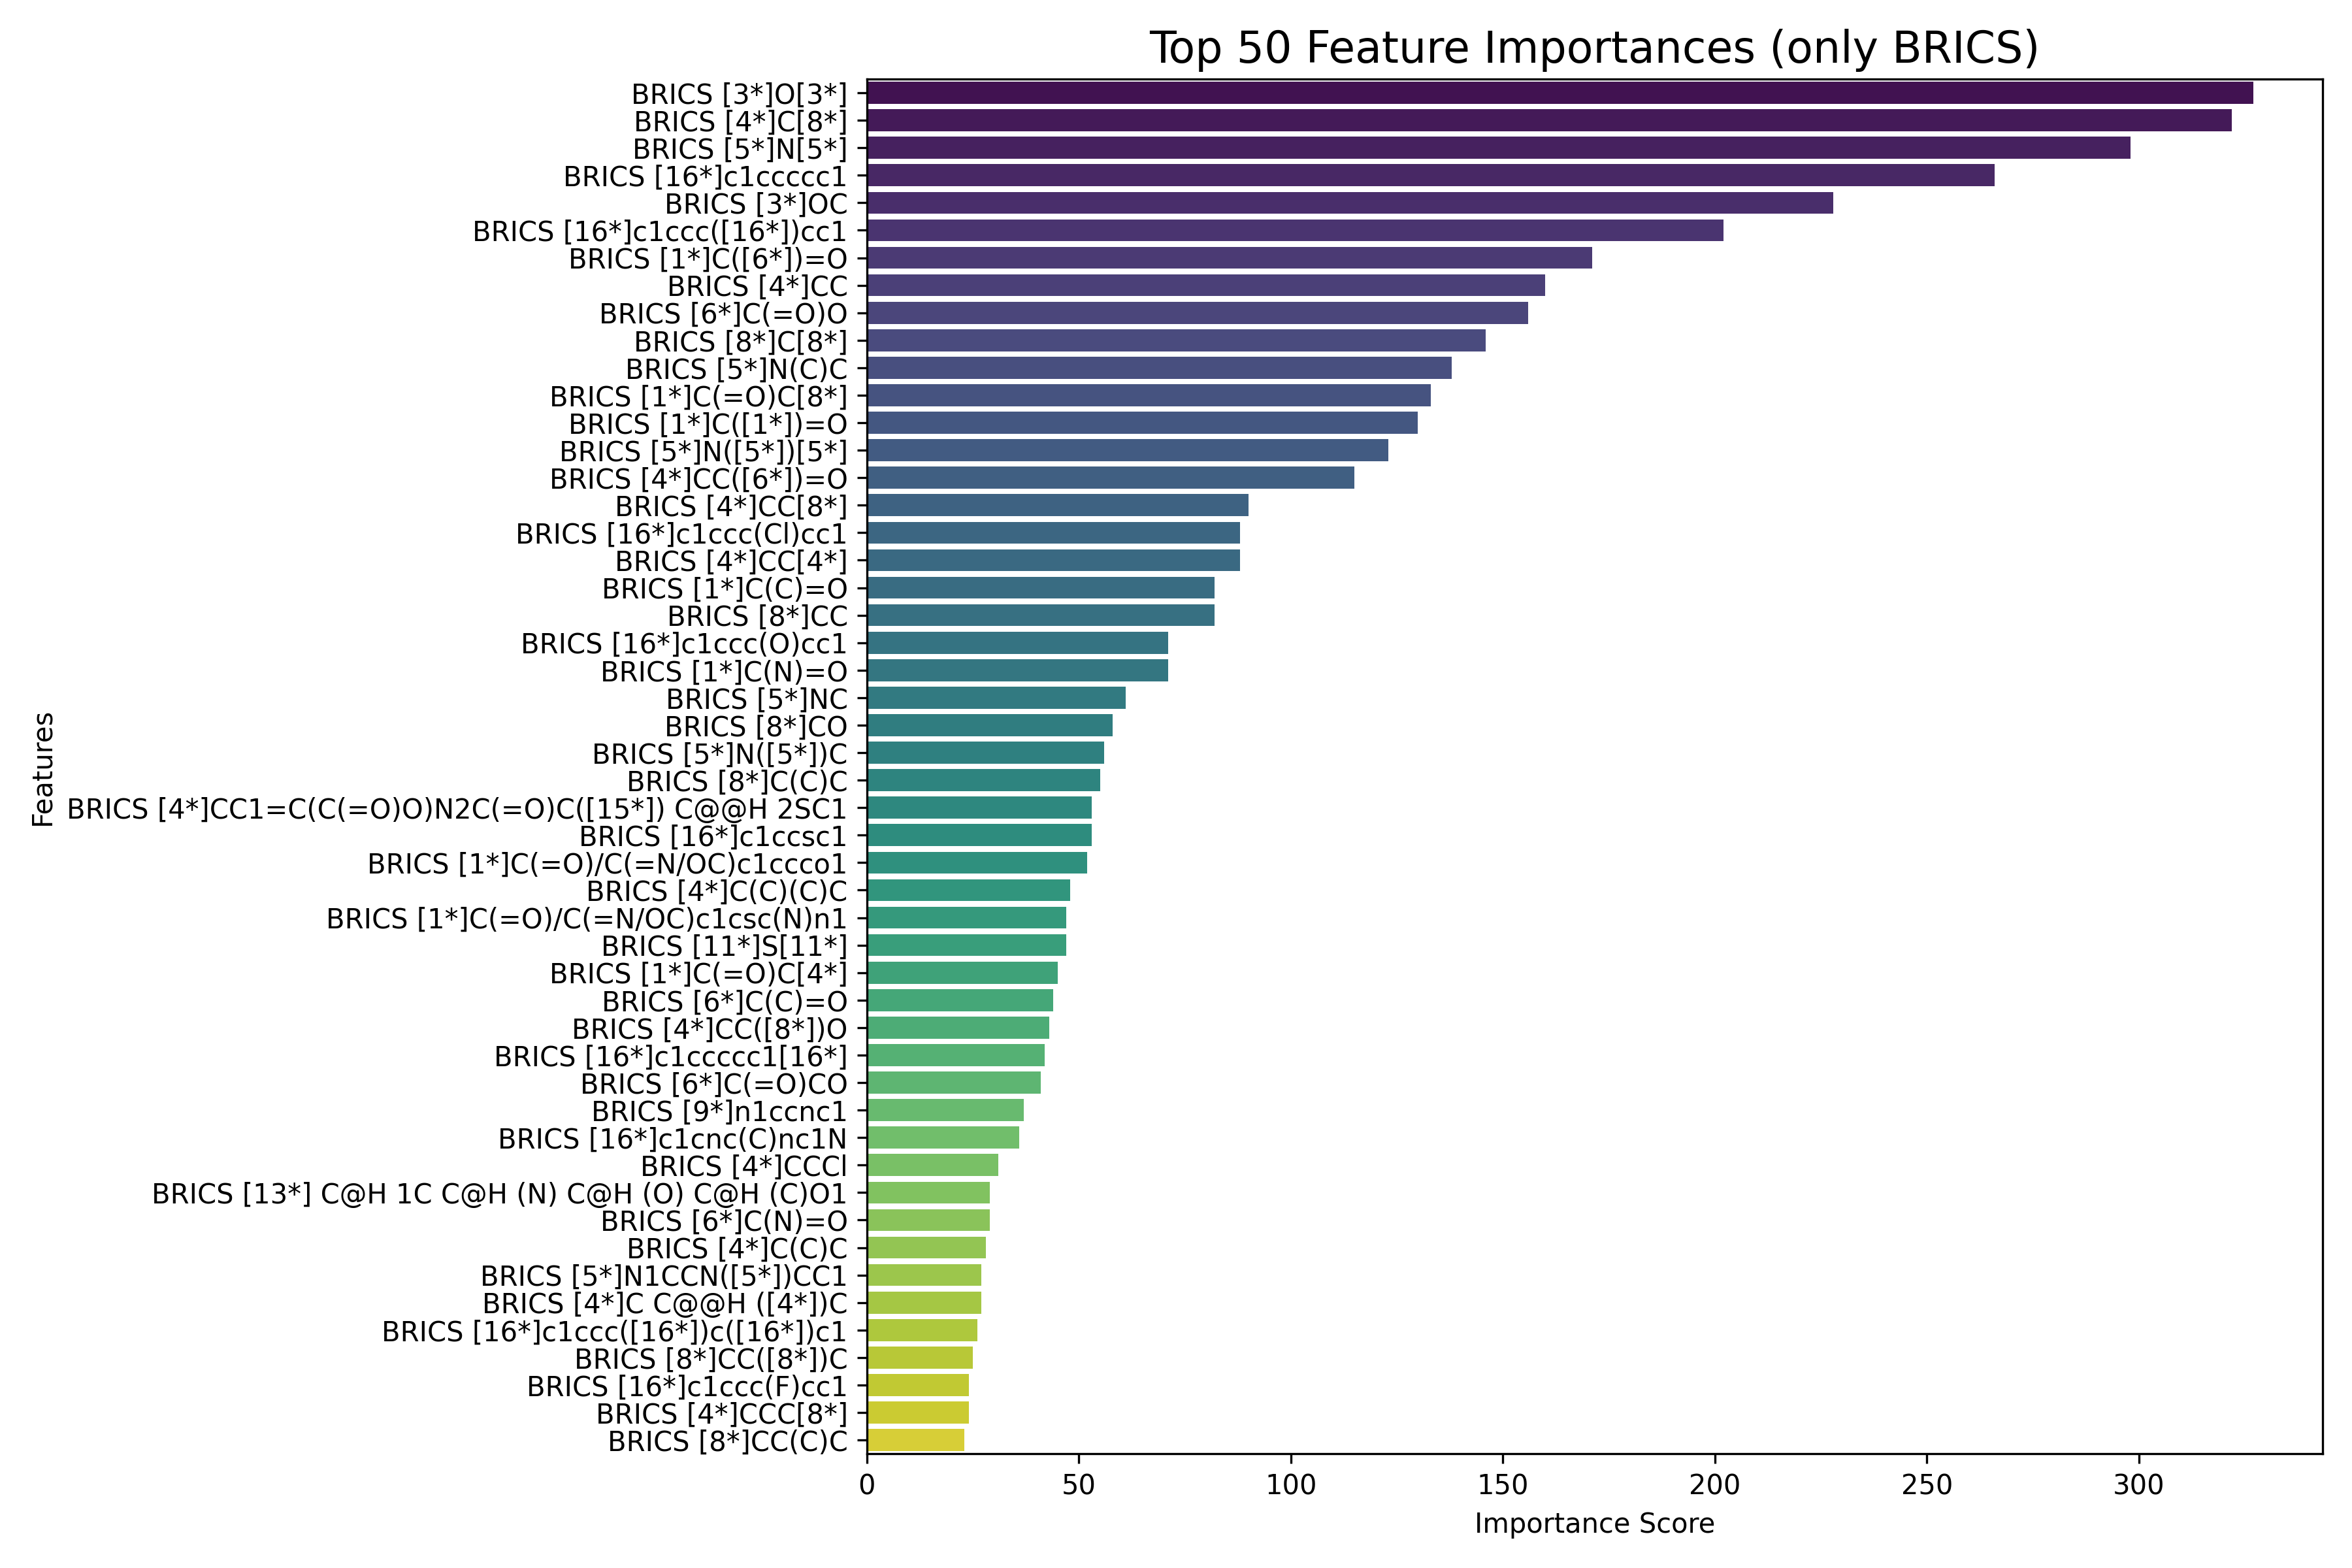 Top 50 Feature Importances (only BRICS)
BRICS [3*]O[3*]
BRICS [4*]C[8*]
BRICS [5*]N[5*]
BRICS [16*]c1ccccc1
BRICS [3*]OC
BRICS [16*]c1ccc([16*])cc1
BRICS [1*]C([6*])=O
BRICS [4*]CC
BRICS [6*]C(=O)O
BRICS [8*]C[8*]
BRICS [5*]N(C)C
BRICS [1*]C(=O)C[8*]
BRICS [1*]C([1*])=O
BRICS [5*]N([5*])[5*]
BRICS [4*]CC([6*])=O
BRICS [4*]CC[8*]
BRICS [16*]c1ccc(Cl)cc1
BRICS [4*]CC[4*]
BRICS [1*]C(C)=O
BRICS [8*]CC
BRICS [16*]c1ccc(O)cc1
BRICS [1*]C(N)=O
BRICS [5*]NC
BRICS [8*]CO
BRICS [5*]N([5*])C
BRICS [8*]C(C)C
BRICS [4*]CC1=C(C(=O)O)N2C(=O)C([15*]) C@@H 2SC1
BRICS [16*]c1ccsc1
BRICS [1*]C(=O)/C(=N/OC)c1ccco1
BRICS [4*]C(C)(C)C
BRICS [1*]C(=O)/C(=N/OC)c1csc(N)n1
BRICS [11*]S[11*]
BRICS [1*]C(=O)C[4*]
BRICS [6*]C(C)=O
BRICS [4*]CC([8*])O
BRICS [16*]c1ccccc1[16*]
BRICS [6*]C(=O)CO
BRICS [9*]n1ccnc1
BRICS [16*]c1cnc(C)nc1N
BRICS [4*]CCCl
BRICS [13*] C@H 1C C@H (N) C@H (O) C@H (C)O1
BRICS [6*]C(N)=O
BRICS [4*]C(C)C
BRICS [5*]N1CCN([5*])CC1
BRICS [4*]C C@@H ([4*])C
BRICS [16*]c1ccc([16*])c([16*])c1
BRICS [8*]CC([8*])C
BRICS [16*]c1ccc(F)cc1
BRICS [4*]CCC[8*]
BRICS [8*]CC(C)C
Features
0 50 100 150 200 250 300
Importance Score